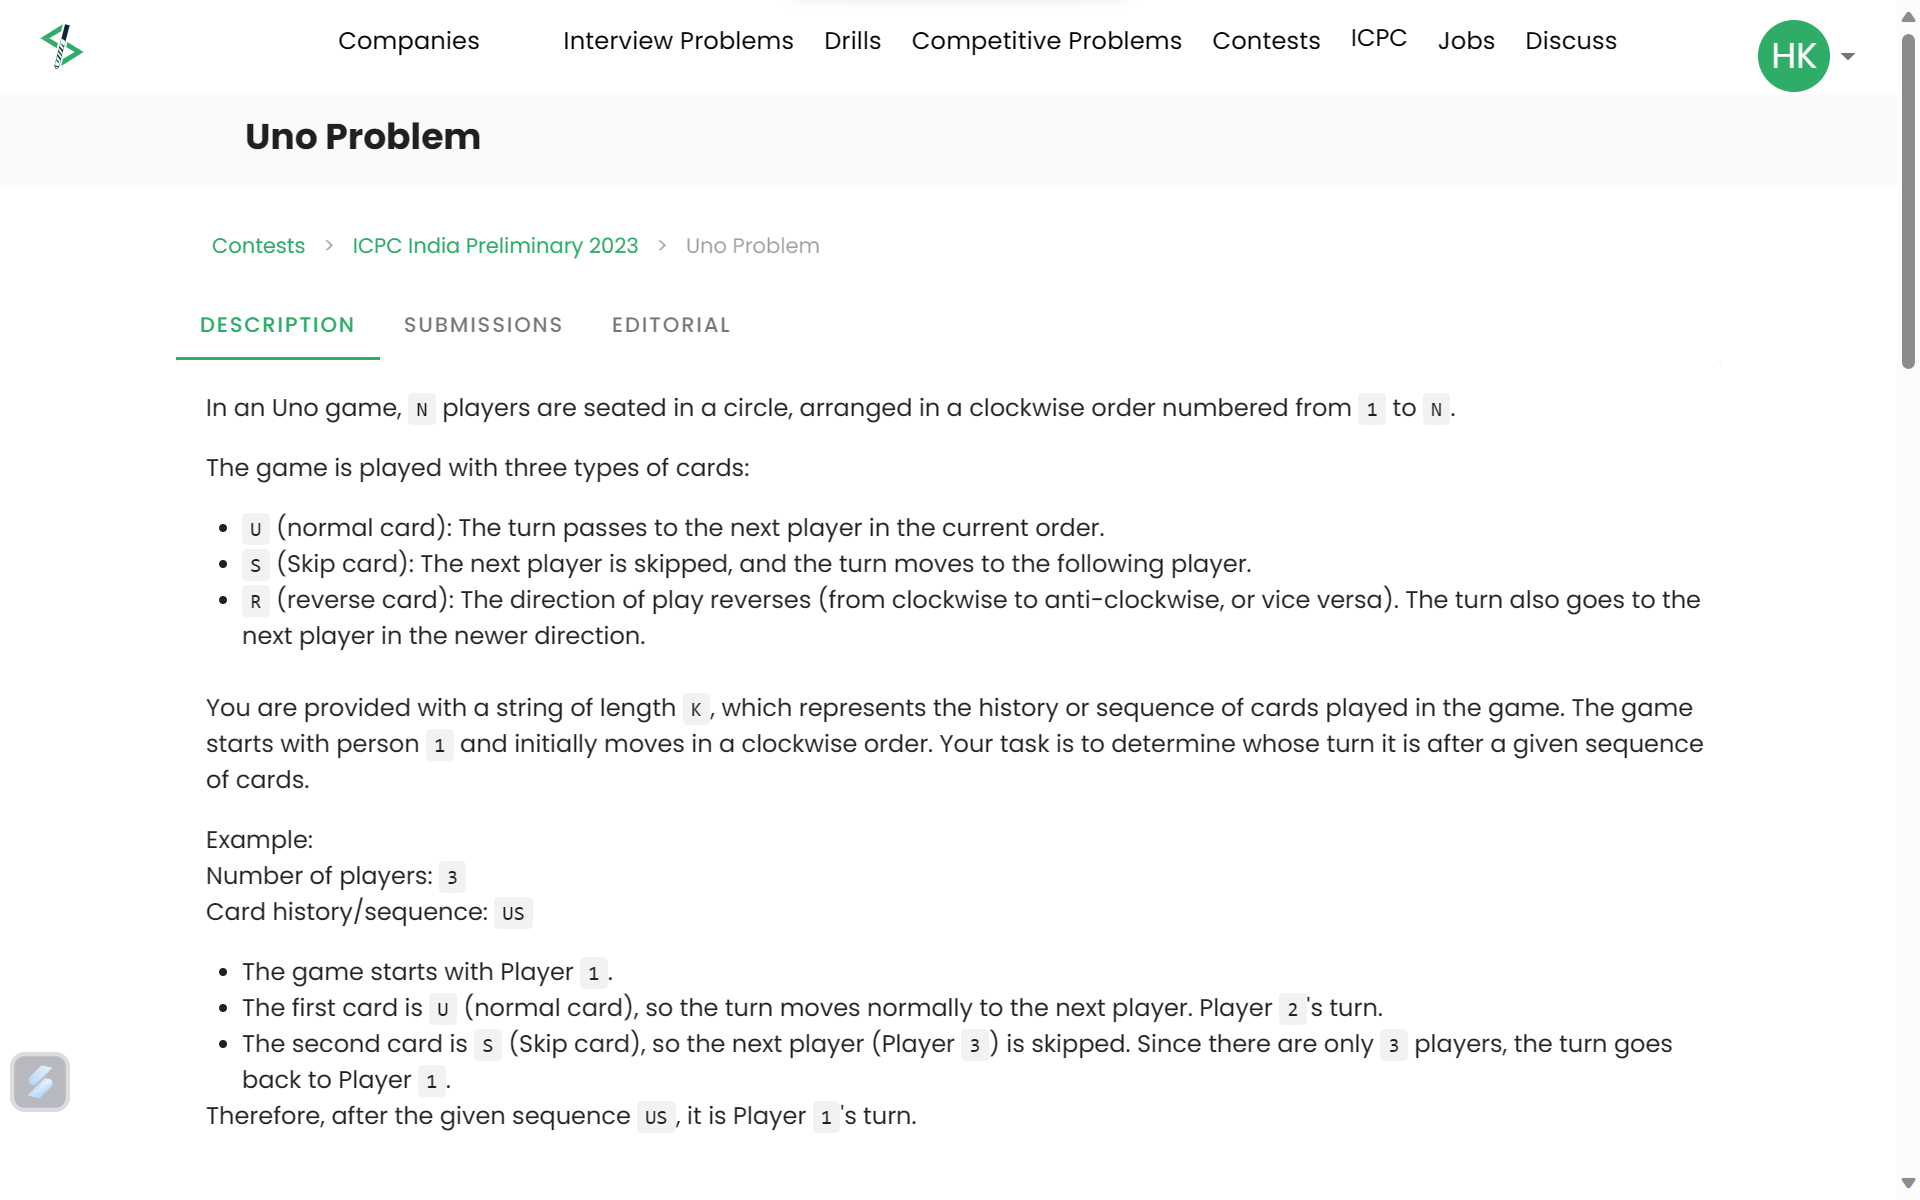 Companies Interview Problems Drills Competitive Problems Contests ICPC Jobs Discuss HK
Uno Problem
Contests > ICPC India Preliminary 2023 > Uno Problem
DESCRIPTION SUBMISSIONS EDITORIAL
In an Uno game, N players are seated in a circle, arranged in a clockwise order numbered from 1 to N.
The game is played with three types of cards:
• U (normal card): The turn passes to the next player in the current order.
• S (Skip card): The next player is skipped, and the turn moves to the following player.
• R (reverse card): The direction of play reverses (from clockwise to anti-clockwise, or vice versa). The turn also goes to the
next player in the newer direction.
You are provided with a string of length K, which represents the history or sequence of cards played in the game. The game
starts with person 1 and initially moves in a clockwise order. Your task is to determine whose turn it is after a given sequence
of cards.
Example:
Number of players: 3
Card history/sequence: US
• The game starts with Player 1.
• The first card is U (normal card), so the turn moves normally to the next player. Player 2's turn.
• The second card is S (Skip card), so the next player (Player 3) is skipped. Since there are only 3 players, the turn goes
back to Player 1.
Therefore, after the given sequence US, it is Player 1's turn.